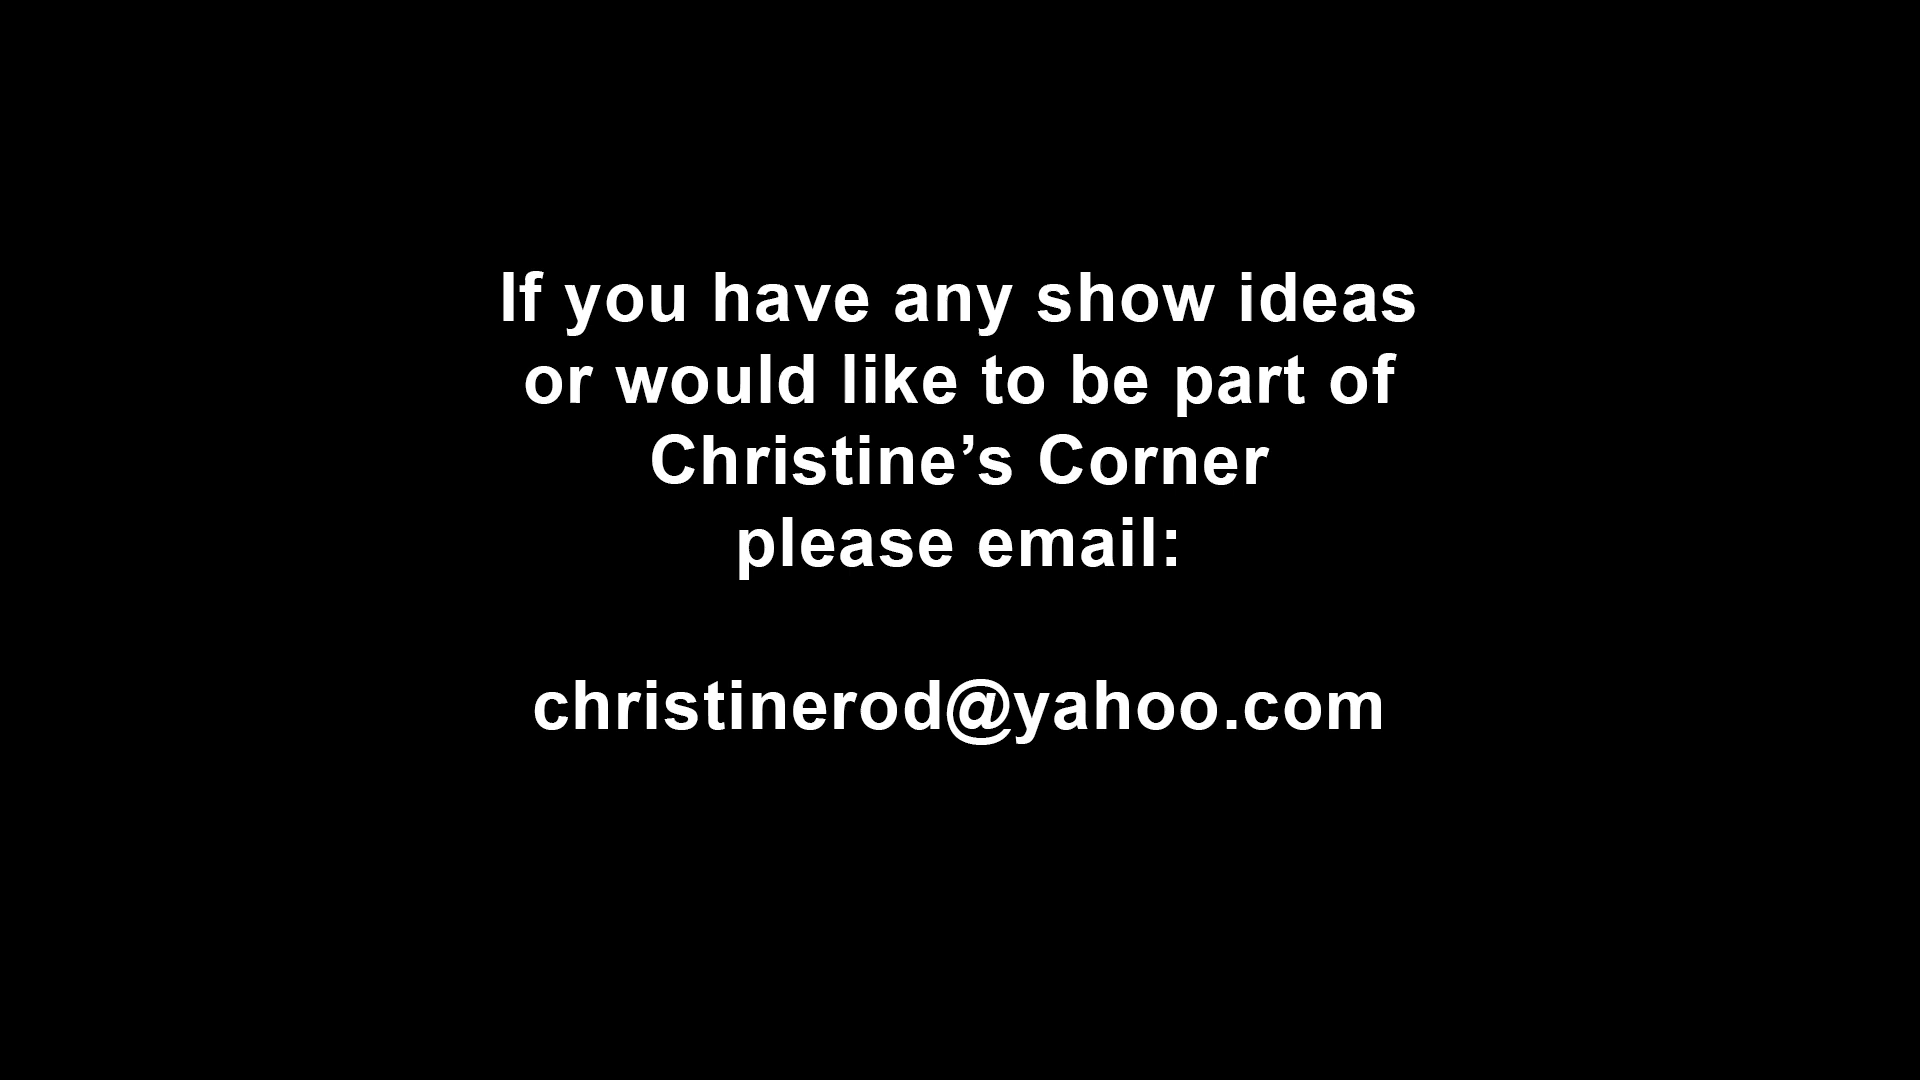 If you have any show ideas
or would like to be part of
Christine’s Corner
please email:
christinerod@yahoo.com